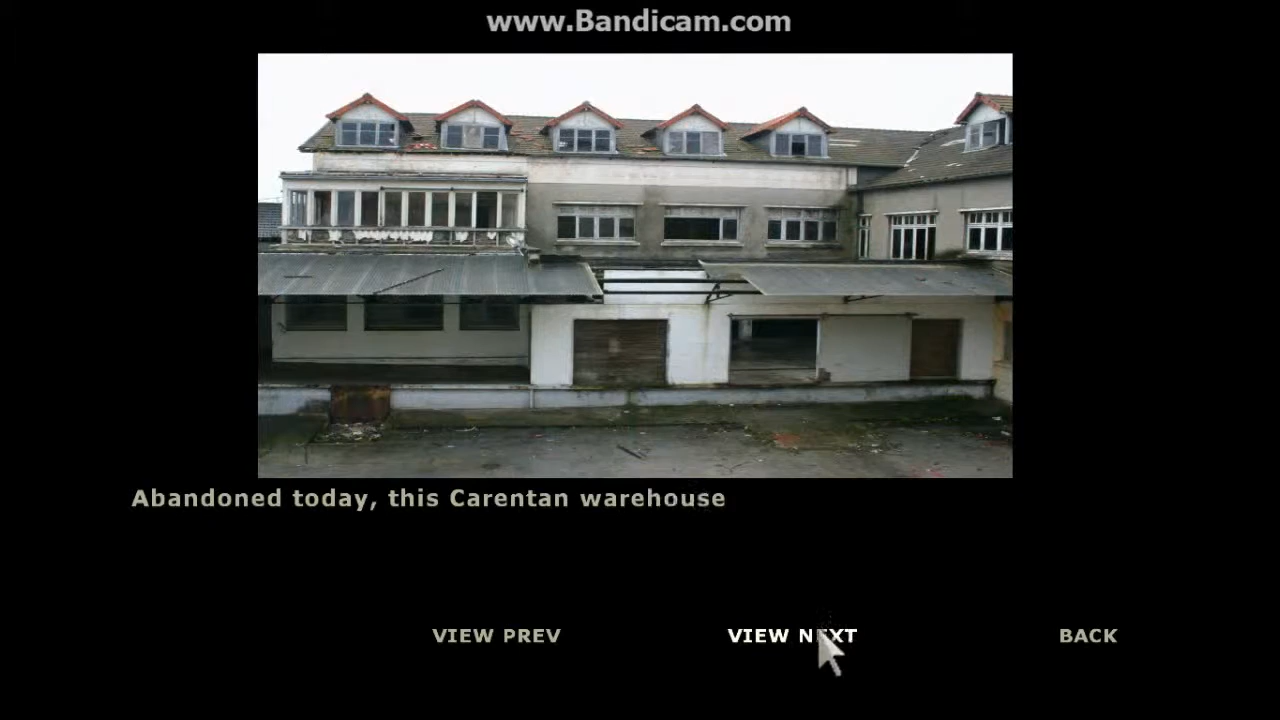 www.Bandicam.com
Abandoned today, this Carentan warehouse
VIEW PREV
VIEW NEXT
BACK